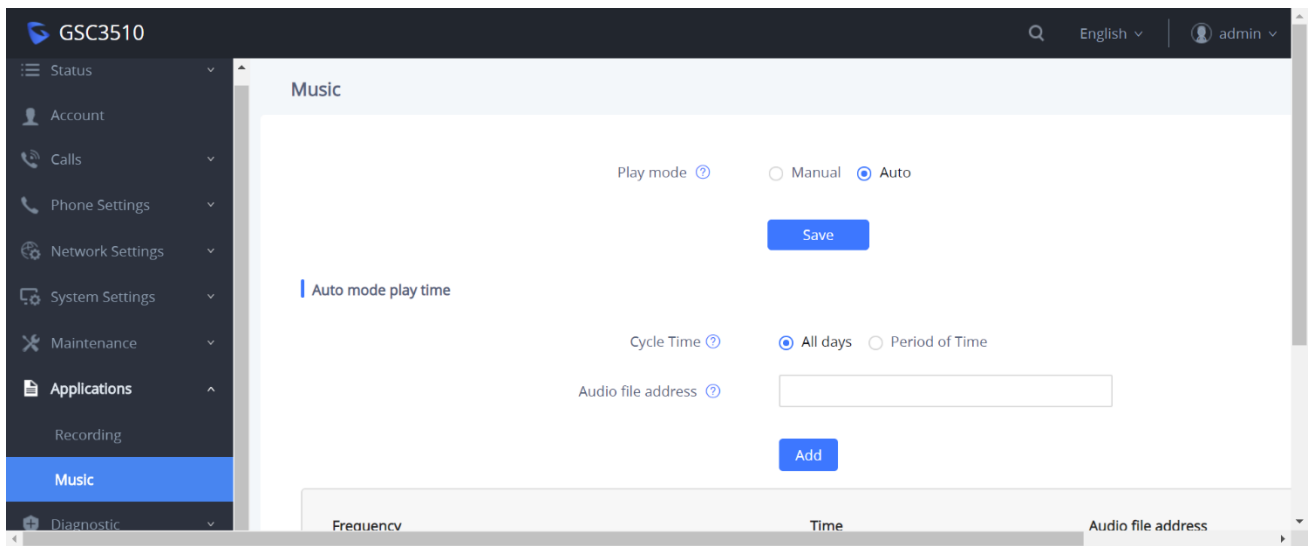 GSC3510
English
admin
Status
Account
Calls
Phone Settings
Network Settings
System Settings
Maintenance
Applications
Recording
Music
Diagnostic
Music
Play mode ? Manual Auto
Save
Auto mode play time
Cycle Time ? All days Period of Time
Audio file address ?
Add
Frequency Time Audio file address